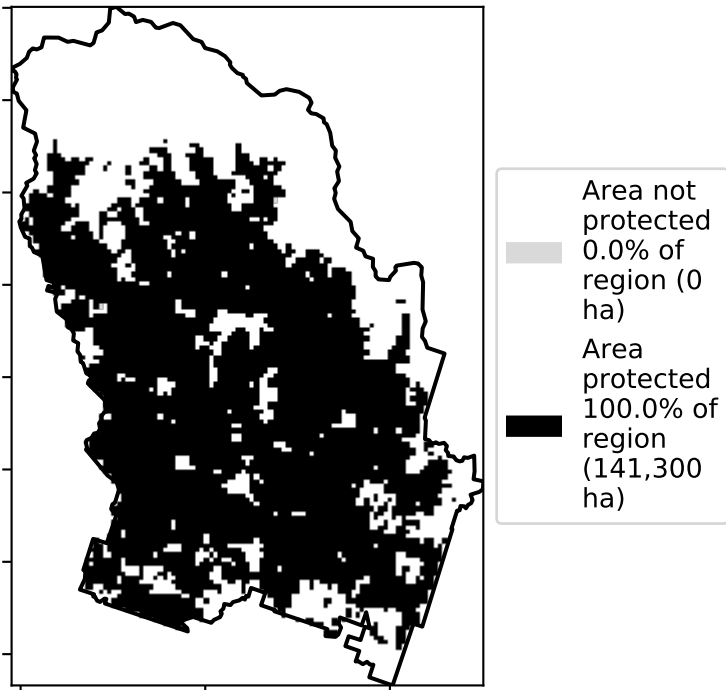 Area not
protected
0.0% of
region (0
ha)
Area
protected
100.0% of
region
(141,300
ha)